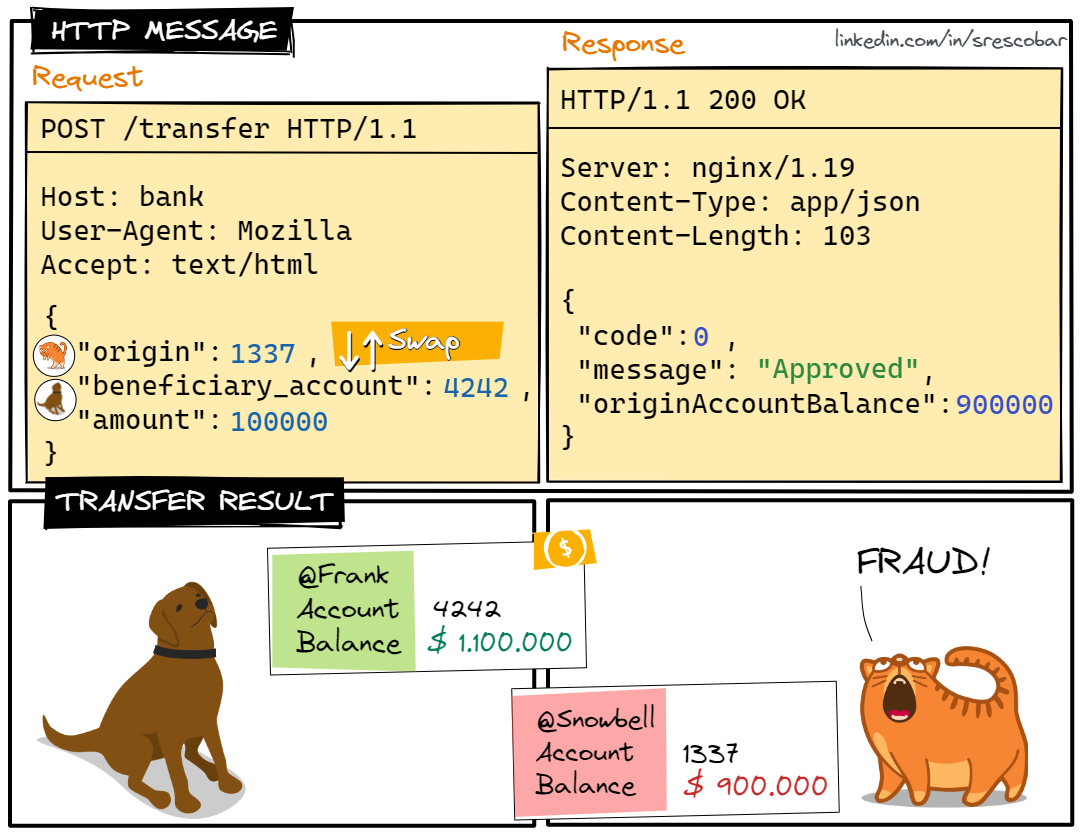 HTTP MESSAGE
linkedin.com/in/srescobar
Request
POST /transfer HTTP/1.1
Host: bank
User-Agent: Mozilla
Accept: text/html
{
"origin": 1337 ,
Swap
"beneficiary_account": 4242 ,
"amount": 100000
}
Response
HTTP/1.1 200 OK
Server: nginx/1.19
Content-Type: app/json
Content-Length: 103
{
"code":0 ,
"message": "Approved",
"originAccountBalance":900000
}
TRANSFER RESULT
$
@Frank
Account 4242
Balance $ 1.100.000
@Snowbell
Account 1337
Balance $ 900.000
FRAUD!